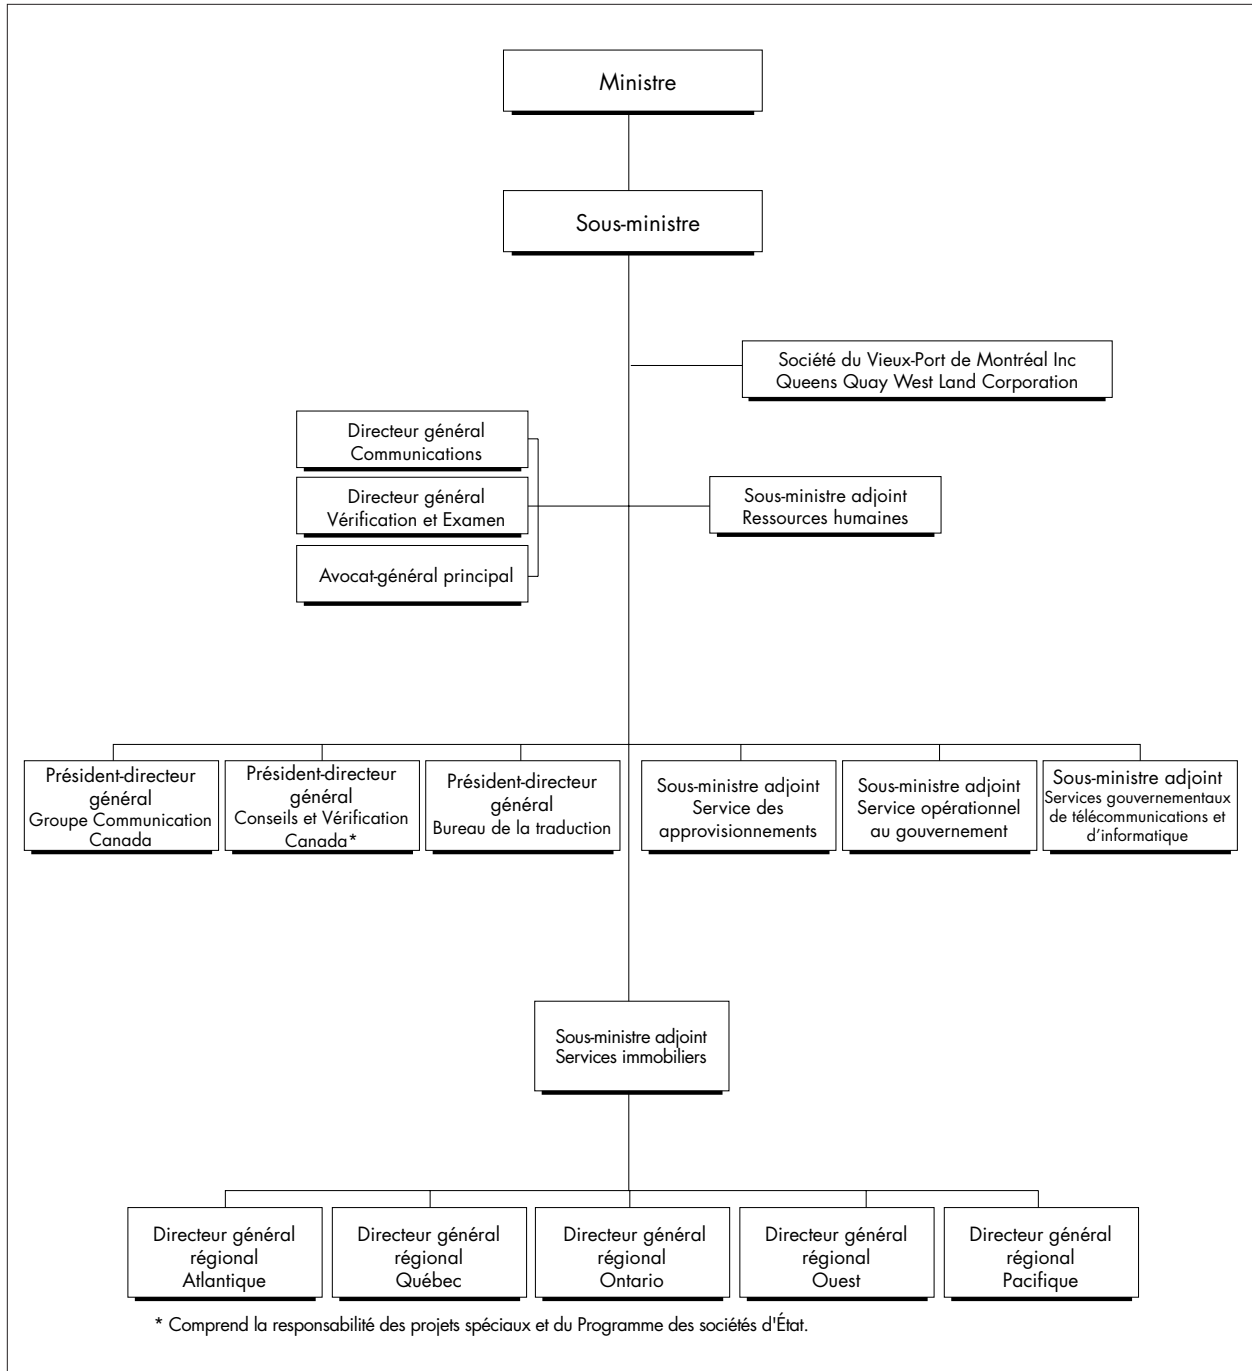 Ministre
Sous-ministre
Société du Vieux-Port de Montréal Inc
Queens Quay West Land Corporation
Directeur général
Communications
Directeur général
Vérification et Examen
Avocat-général principal
Sous-ministre adjoint
Ressources humaines
Président-directeur
général
Groupe Communication
Canada
Président-directeur
général
Conseils et Vérification
Canada*
Président-directeur
général
Bureau de la traduction
Sous-ministre adjoint
Service des
approvisionnements
Sous-ministre adjoint
Service opérationnel
au gouvernement
Sous-ministre adjoint
Services gouvernementaux
de télécommunications et
d'informatique
Sous-ministre adjoint
Services immobiliers
Directeur général
régional
Atlantique
Directeur général
régional
Québec
Directeur général
régional
Ontario
Directeur général
régional
Ouest
Directeur général
régional
Pacifique
* Comprend la responsabilité des projets spéciaux et du Programme des sociétés d'État.